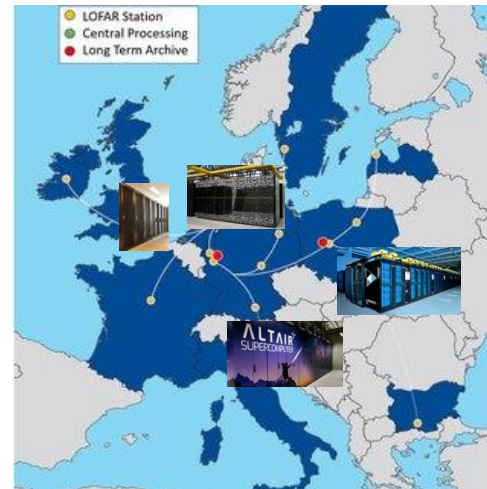 LOFAR Station
Central Processing
Long Term Archive
ALTAIR
SUPERCOMPUTER